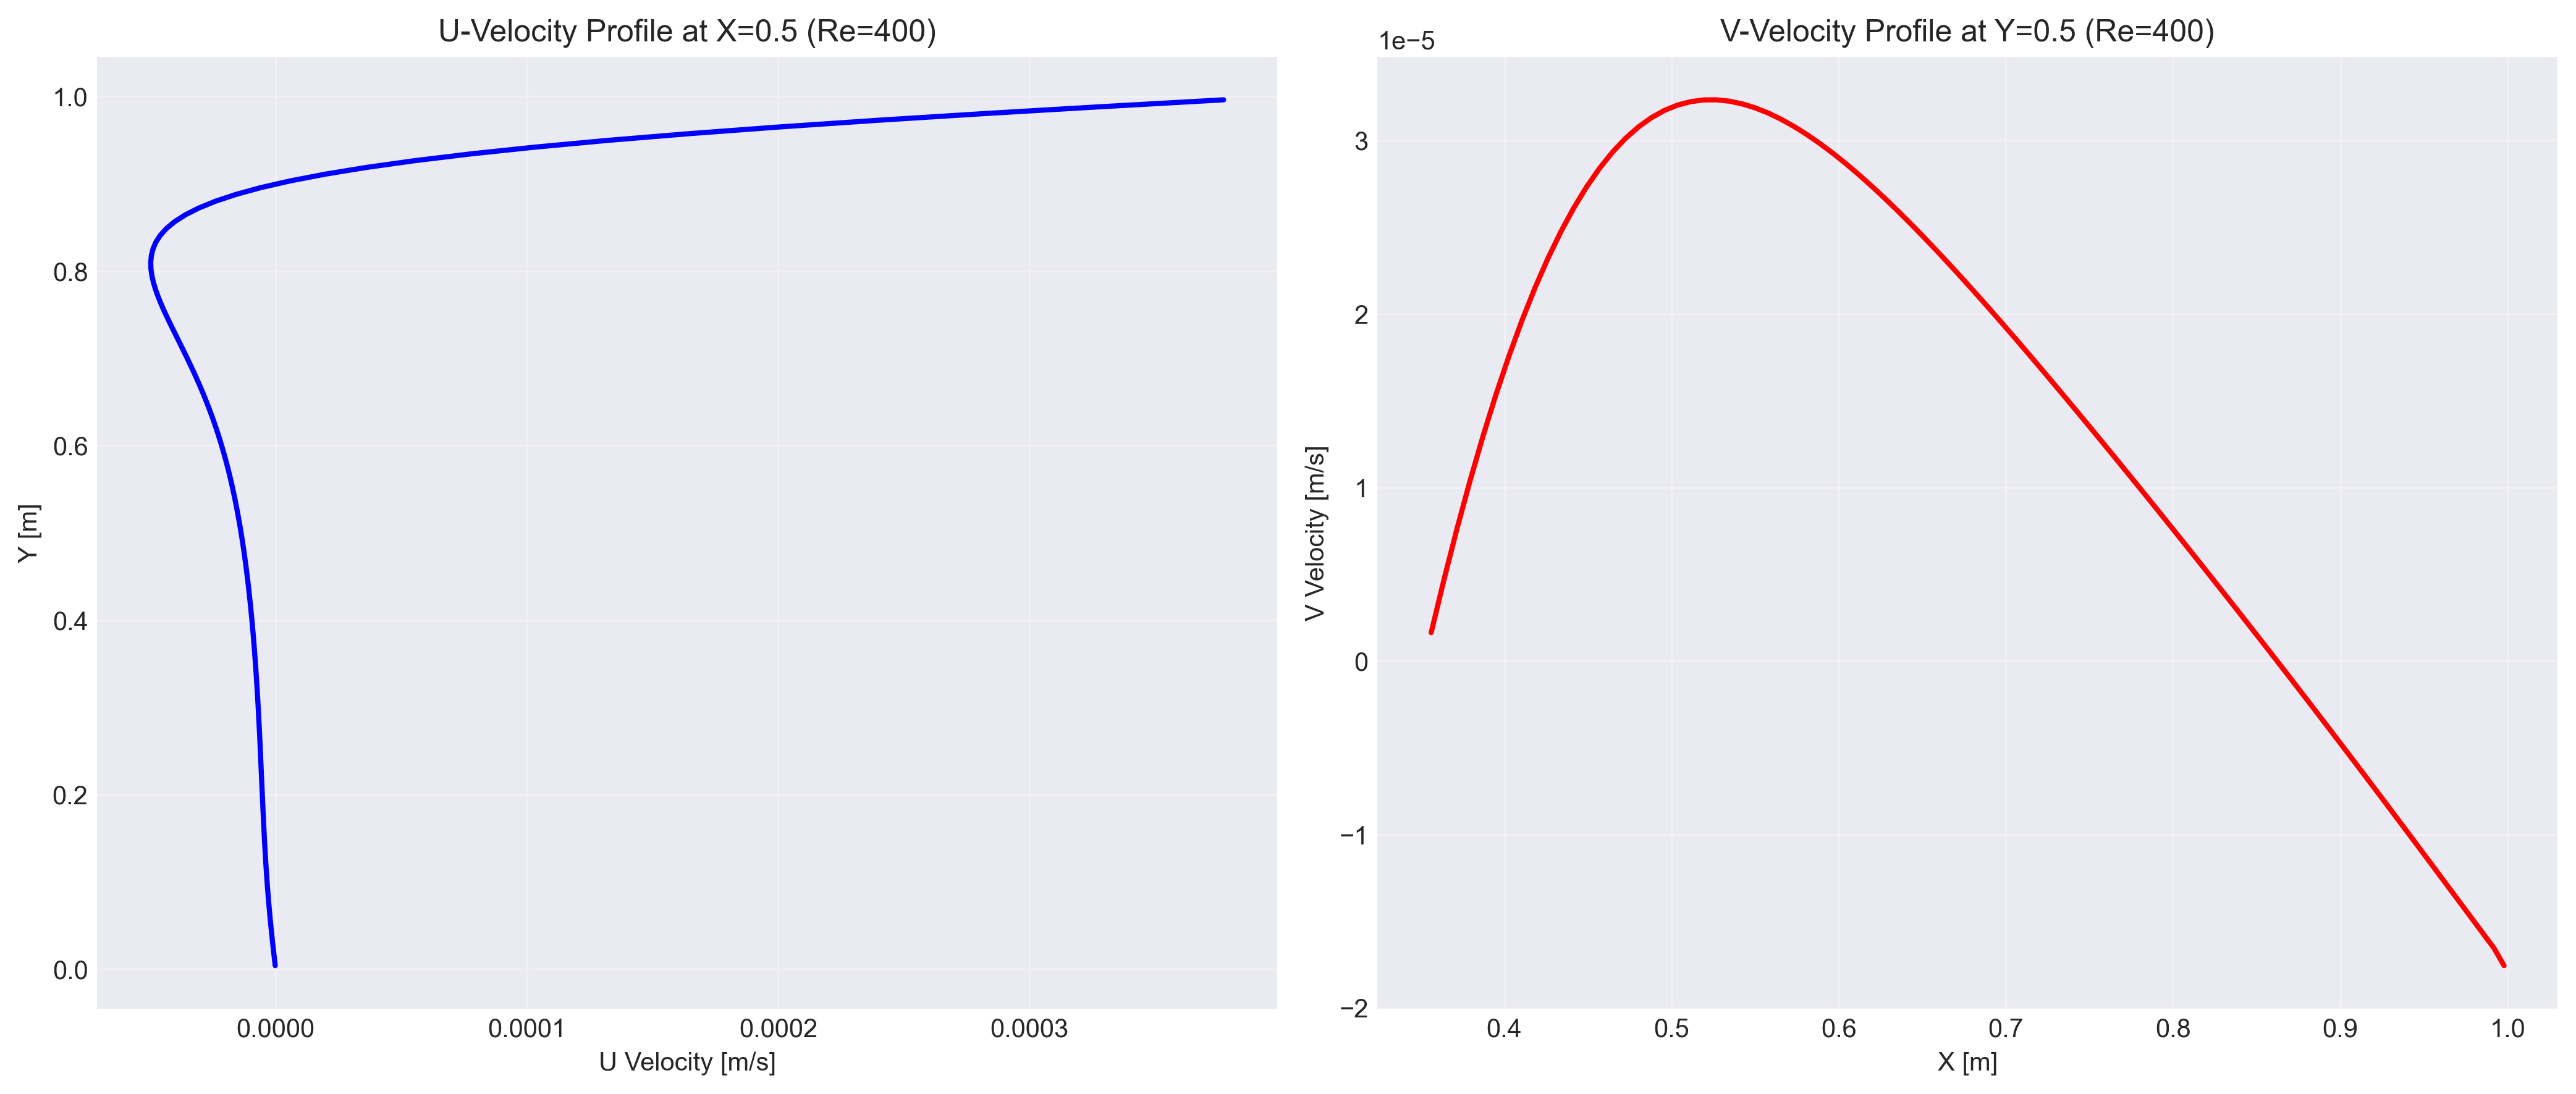 U-Velocity Profile at X=0.5 (Re=400)
1.0
0.8
0.6
0.4
0.2
0.0
Y [m]
0.0000 0.0001 0.0002 0.0003
U Velocity [m/s]
V-Velocity Profile at Y=0.5 (Re=400)
1e−5
3
2
1
0
−1
−2
V Velocity [m/s]
0.4 0.5 0.6 0.7 0.8 0.9 1.0
X [m]